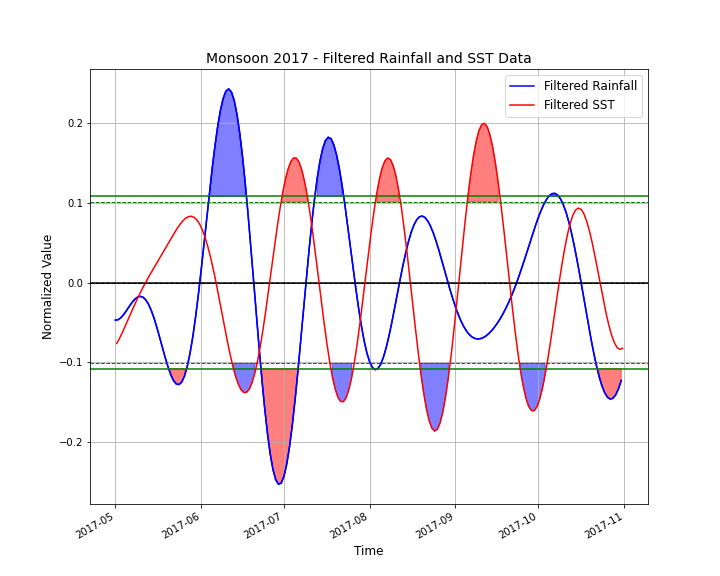 Monsoon 2017 - Filtered Rainfall and SST Data
Filtered Rainfall
Filtered SST
0.2
0.1
0.0
−0.1
−0.2
Normalized Value
2017-05
2017-06
2017-07
2017-08
2017-09
2017-10
2017-11
Time